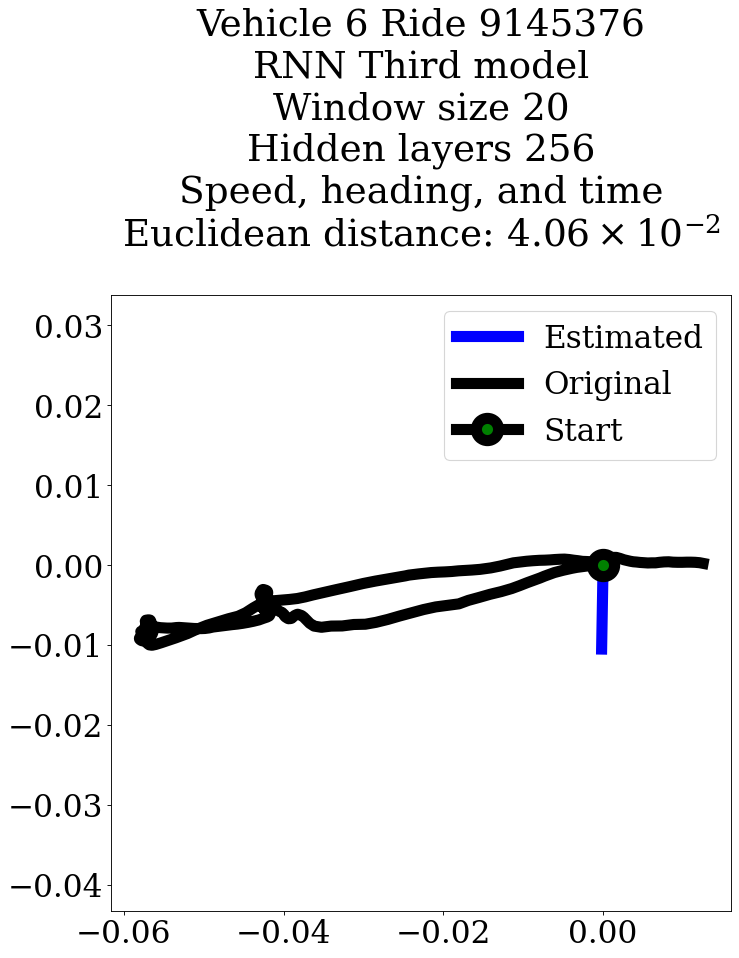 Vehicle 6 Ride 9145376
RNN Third model
Window size 20
Hidden layers 256
Speed, heading, and time
Euclidean distance: 4.06 × 10⁻²
Estimated
Original
Start
0.03
0.02
0.01
0.00
−0.01
−0.02
−0.03
−0.04
−0.06 −0.04 −0.02 0.00